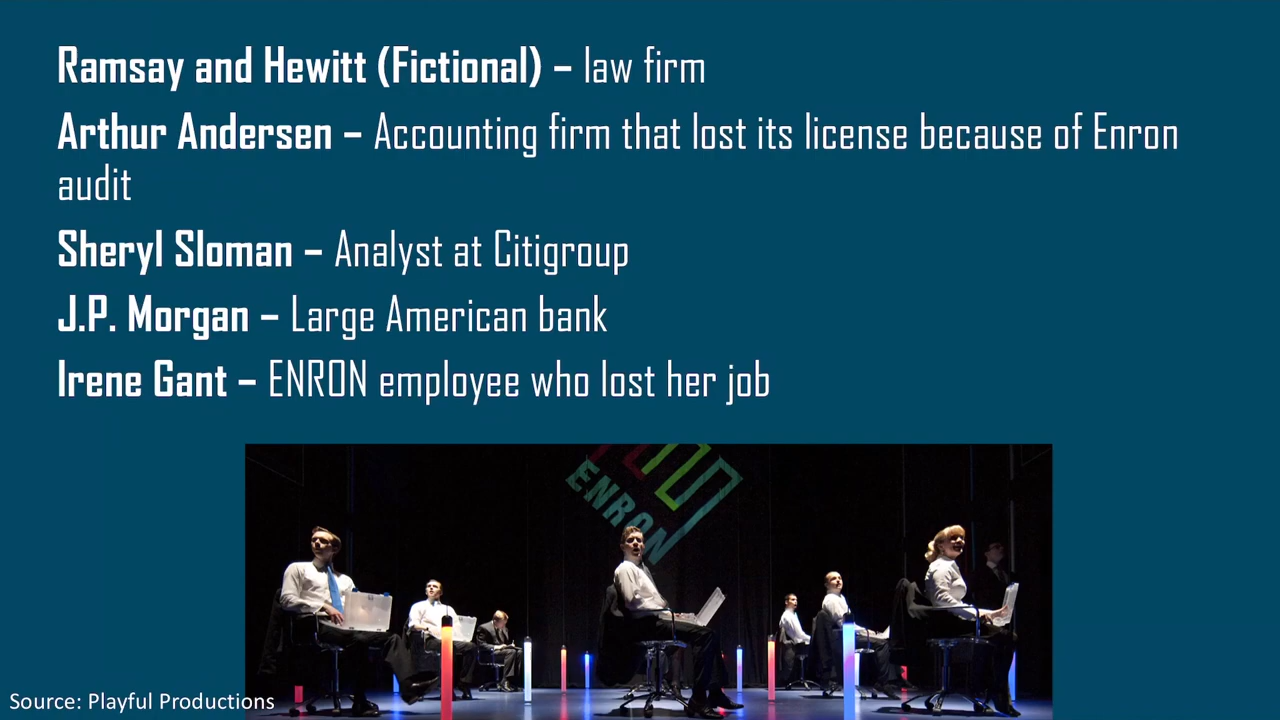 Ramsay and Hewitt (Fictional) – law firm
Arthur Andersen – Accounting firm that lost its license because of Enron
audit
Sheryl Sloman – Analyst at Citigroup
J.P. Morgan – Large American bank
Irene Gant – ENRON employee who lost her job
ENRON
Source: Playful Productions